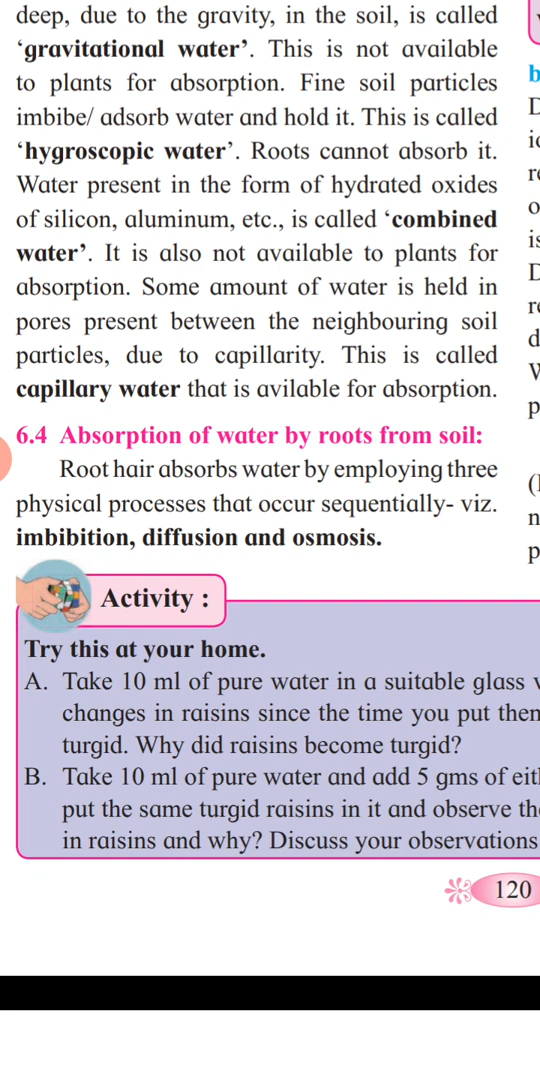 deep, due to the gravity, in the soil, is called
‘gravitational water’. This is not available
to plants for absorption. Fine soil particles
imbibe/ adsorb water and hold it. This is called
‘hygroscopic water’. Roots cannot absorb it.
Water present in the form of hydrated oxides
of silicon, aluminum, etc., is called ‘combined
water’. It is also not available to plants for
absorption. Some amount of water is held in
pores present between the neighbouring soil
particles, due to capillarity. This is called
capillary water that is avilable for absorption.
6.4 Absorption of water by roots from soil:
Root hair absorbs water by employing three
physical processes that occur sequentially- viz.
imbibition, diffusion and osmosis.
Activity :
Try this at your home.
A. Take 10 ml of pure water in a suitable glass
changes in raisins since the time you put
turgid. Why did raisins become turgid?
B. Take 10 ml of pure water and add 5 gms of
put the same turgid raisins in it and observe
in raisins and why? Discuss your observations
120